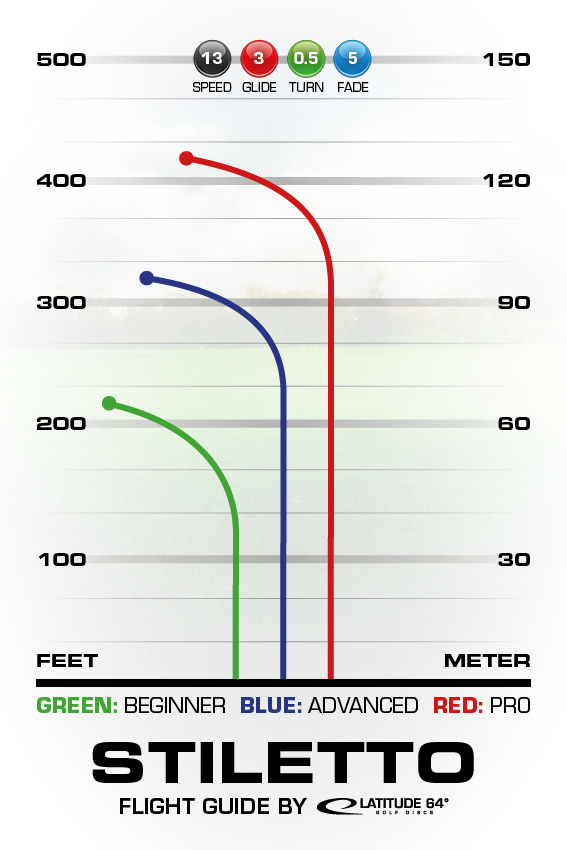 500 13 3 0.5 5 150
SPEED GLIDE TURN FADE
400 120
300 90
200 60
100 30
FEET METER
GREEN: BEGINNER BLUE: ADVANCED RED: PRO
STILETTO
FLIGHT GUIDE BY LATITUDE 64°
GOLF DISCS